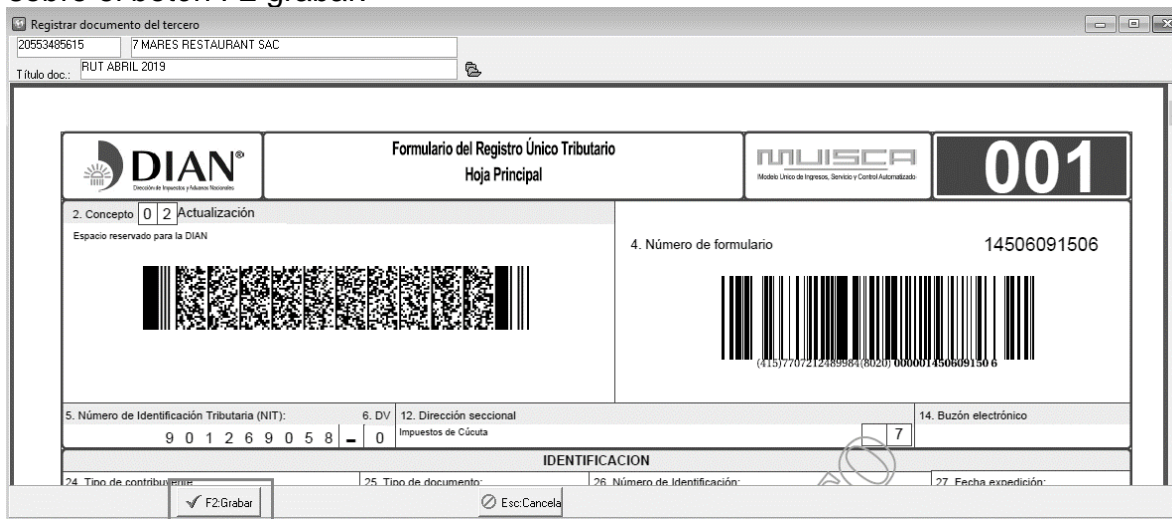 sobre el botón F2 grabar.
Registrar documento del tercero
20553485615 7 MARES RESTAURANT SAC
Título doc.: RUT ABRIL 2019
DIAN®
Dirección de Impuestos y Aduanas Nacionales
Formulario del Registro Único Tributario
Hoja Principal
MUISCA
Modelo Unico de Ingresos, Servicio y Control Automatizado
001
2. Concepto 0 2 Actualización
Espacio reservado para la DIAN
4. Número de formulario 14506091506
(415)7707212489984(8020) 000001450609150 6
5. Número de Identificación Tributaria (NIT): 6. DV 12. Dirección seccional 14. Buzón electrónico
9 0 1 2 6 9 0 5 8 - 0 Impuestos de Cúcuta 7
IDENTIFICACION
24. Tipo de contribuyente 25. Tipo de documento: 26. Número de Identificación: 27. Fecha expedición:
F2:Grabar Esc:Cancela